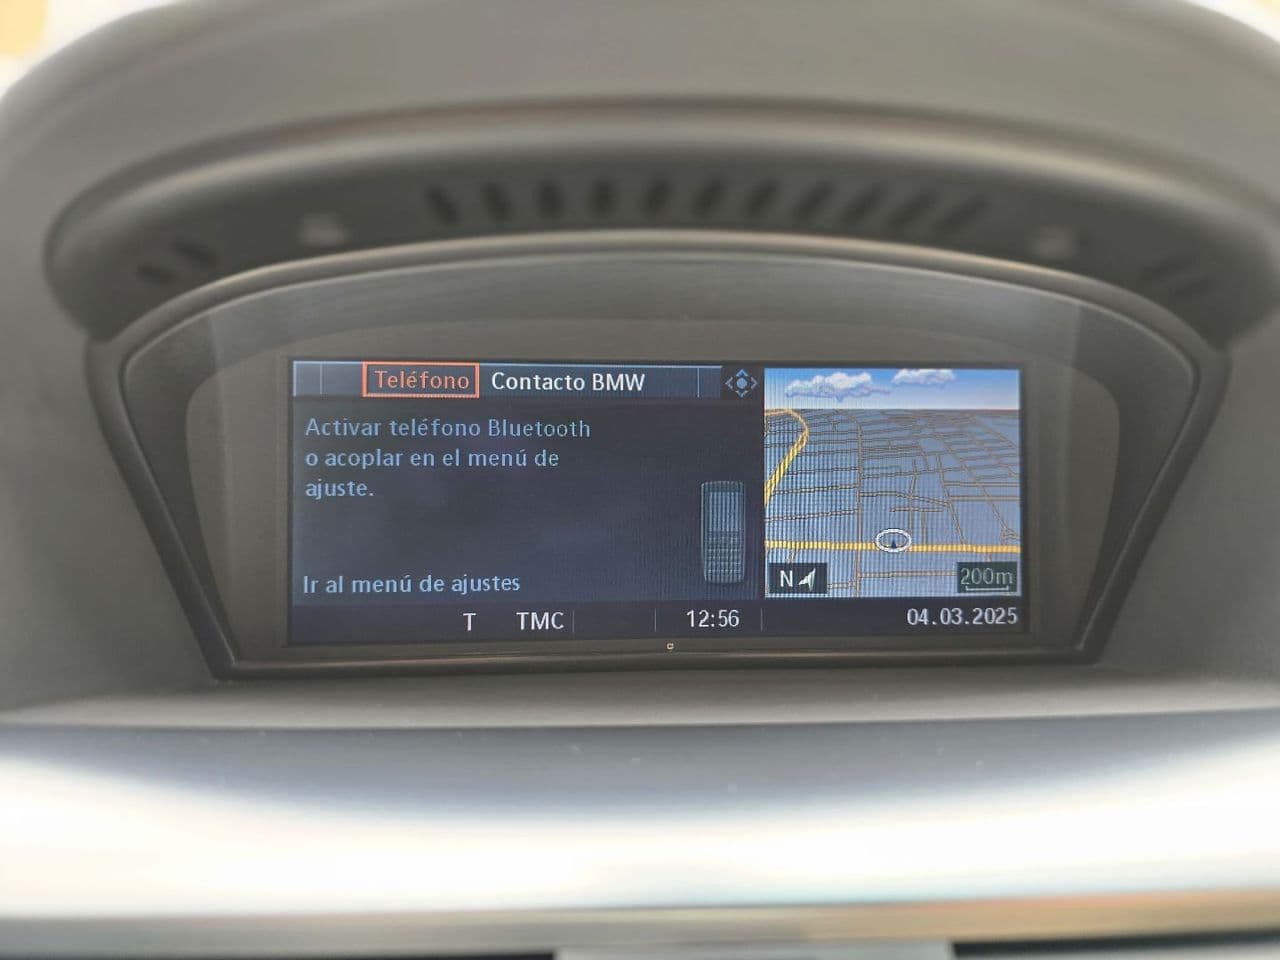 Teléfono Contacto BMW
Activar teléfono Bluetooth
o acoplar en el menú de
ajuste.
Ir al menú de ajustes
N 200m
T TMC 12:56 04.03.2025